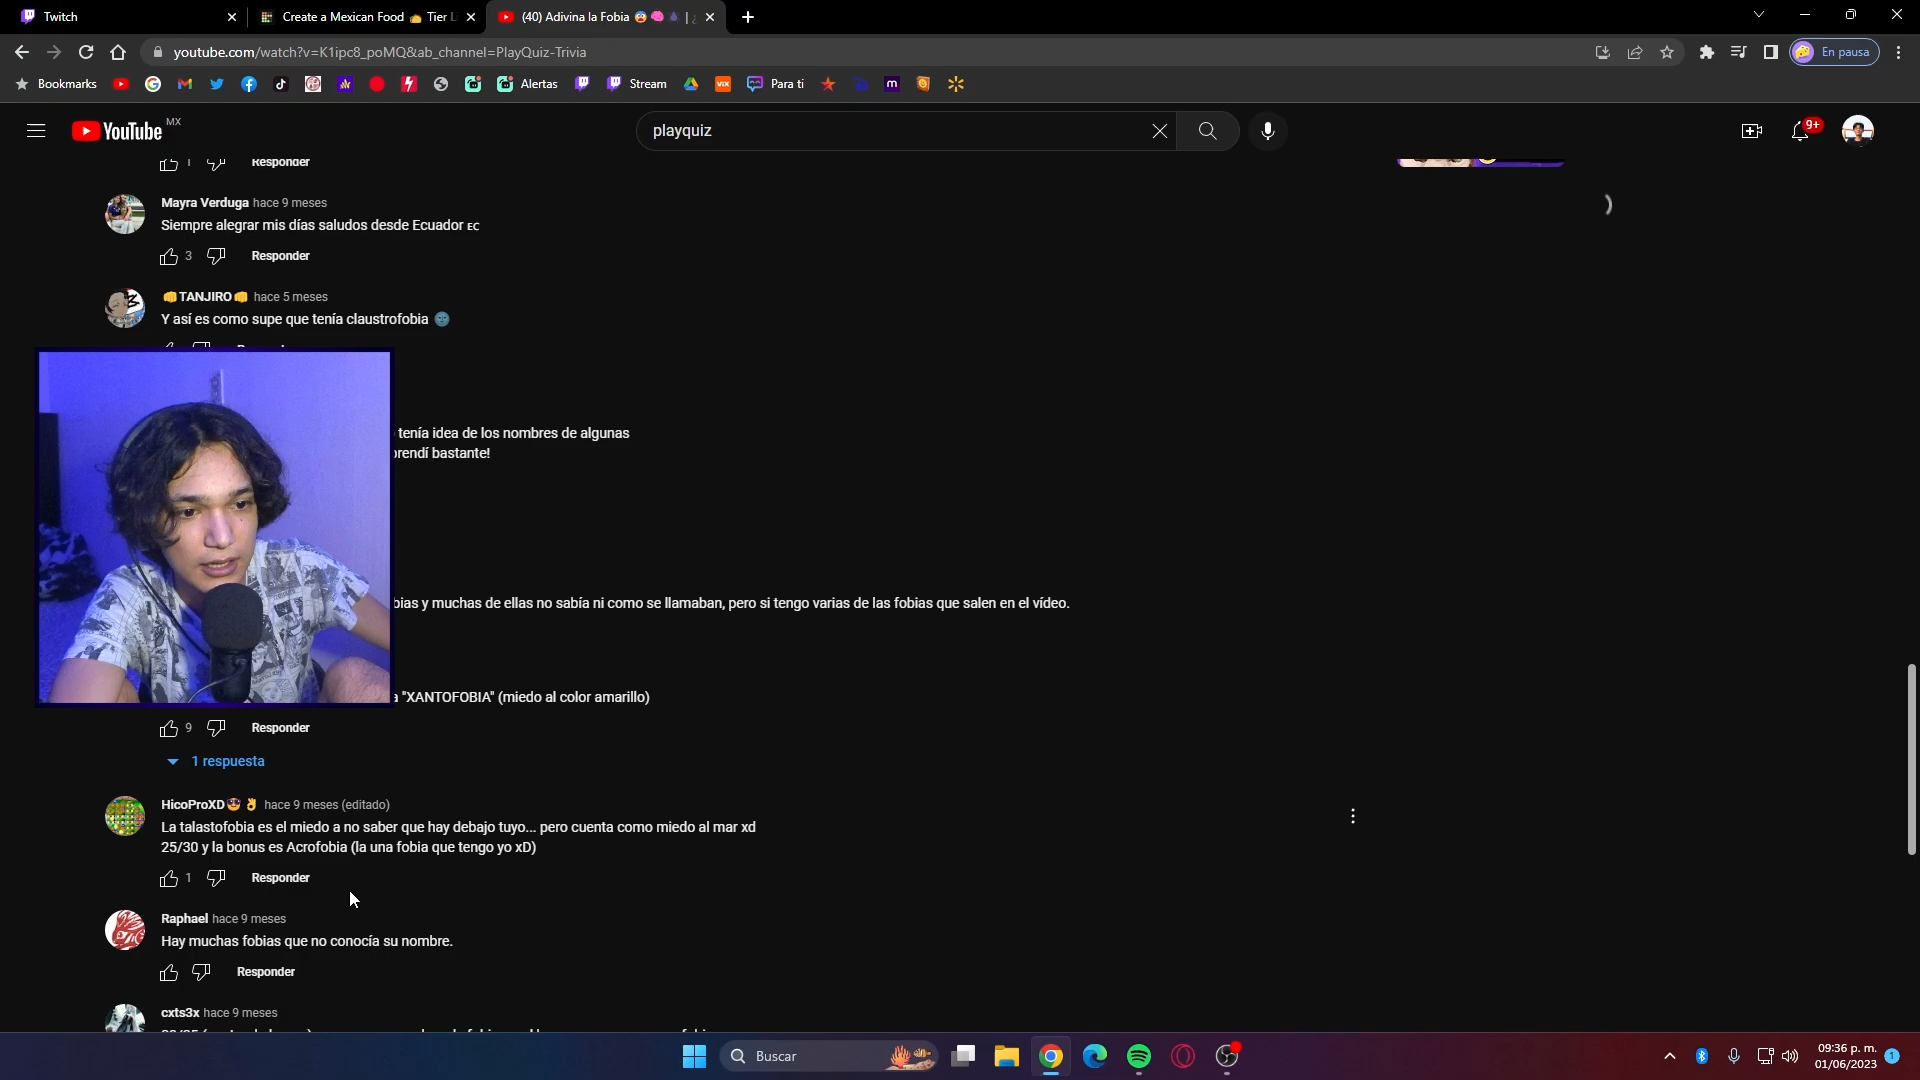 Twitch
Create a Mexican Food Tier Li
(40) Adivina la Fobia
youtube.com/watch?v=K1ipc8_poMQ&ab_channel=PlayQuiz-Trivia
En pausa
Bookmarks
Alertas
Stream
Para ti
YouTube MX
playquiz
9+
1 Responder
Mayra Verduga hace 9 meses
Siempre alegrar mis días saludos desde Ecuador EC
3 Responder
👊TANJIRO👊 hace 5 meses
Y así es como supe que tenía claustrofobia 🌚
tenía idea de los nombres de algunas
prendí bastante!
bias y muchas de ellas no sabía ni como se llamaban, pero si tengo varias de las fobias que salen en el vídeo.
a "XANTOFOBIA" (miedo al color amarillo)
9 Responder
1 respuesta
HicoProXD hace 9 meses (editado)
La talastofobia es el miedo a no saber que hay debajo tuyo... pero cuenta como miedo al mar xd
25/30 y la bonus es Acrofobia (la una fobia que tengo yo xD)
1 Responder
Raphael hace 9 meses
Hay muchas fobias que no conocía su nombre.
Responder
cxts3x hace 9 meses
Buscar
09:36 p. m.
01/06/2023
1